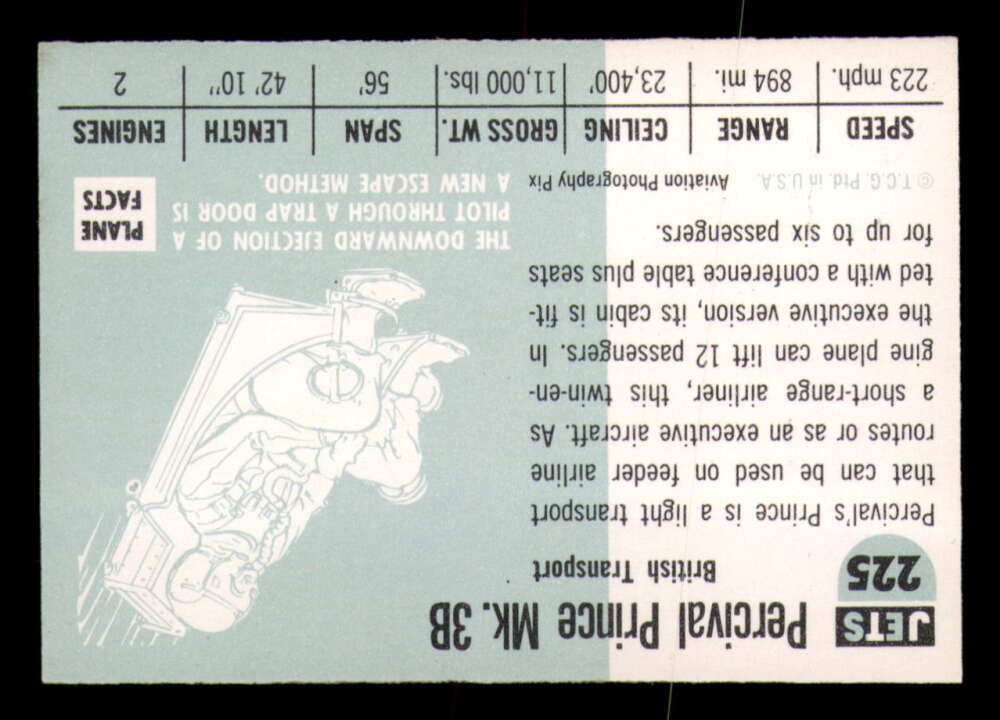 JETS
225
Percival Prince Mk. 3B
British Transport
Percival's Prince is a light transport
that can be used on feeder airline
routes or as an executive aircraft. As
a short-range airliner, this twin-en-
gine plane can lift 12 passengers. In
the executive version, its cabin is fit-
ted with a conference table plus seats
for up to six passengers.
© T.C.G. Ptd. in U.S.A. Aviation Photography Pix
THE DOWNWARD EJECTION OF A
PILOT THROUGH A TRAP DOOR IS
A NEW ESCAPE METHOD.
PLANE
FACTS
SPEED RANGE CEILING GROSS WT. SPAN LENGTH ENGINES
223 mph. 894 mi. 23,400' 11,000 lbs. 56' 42' 10" 2